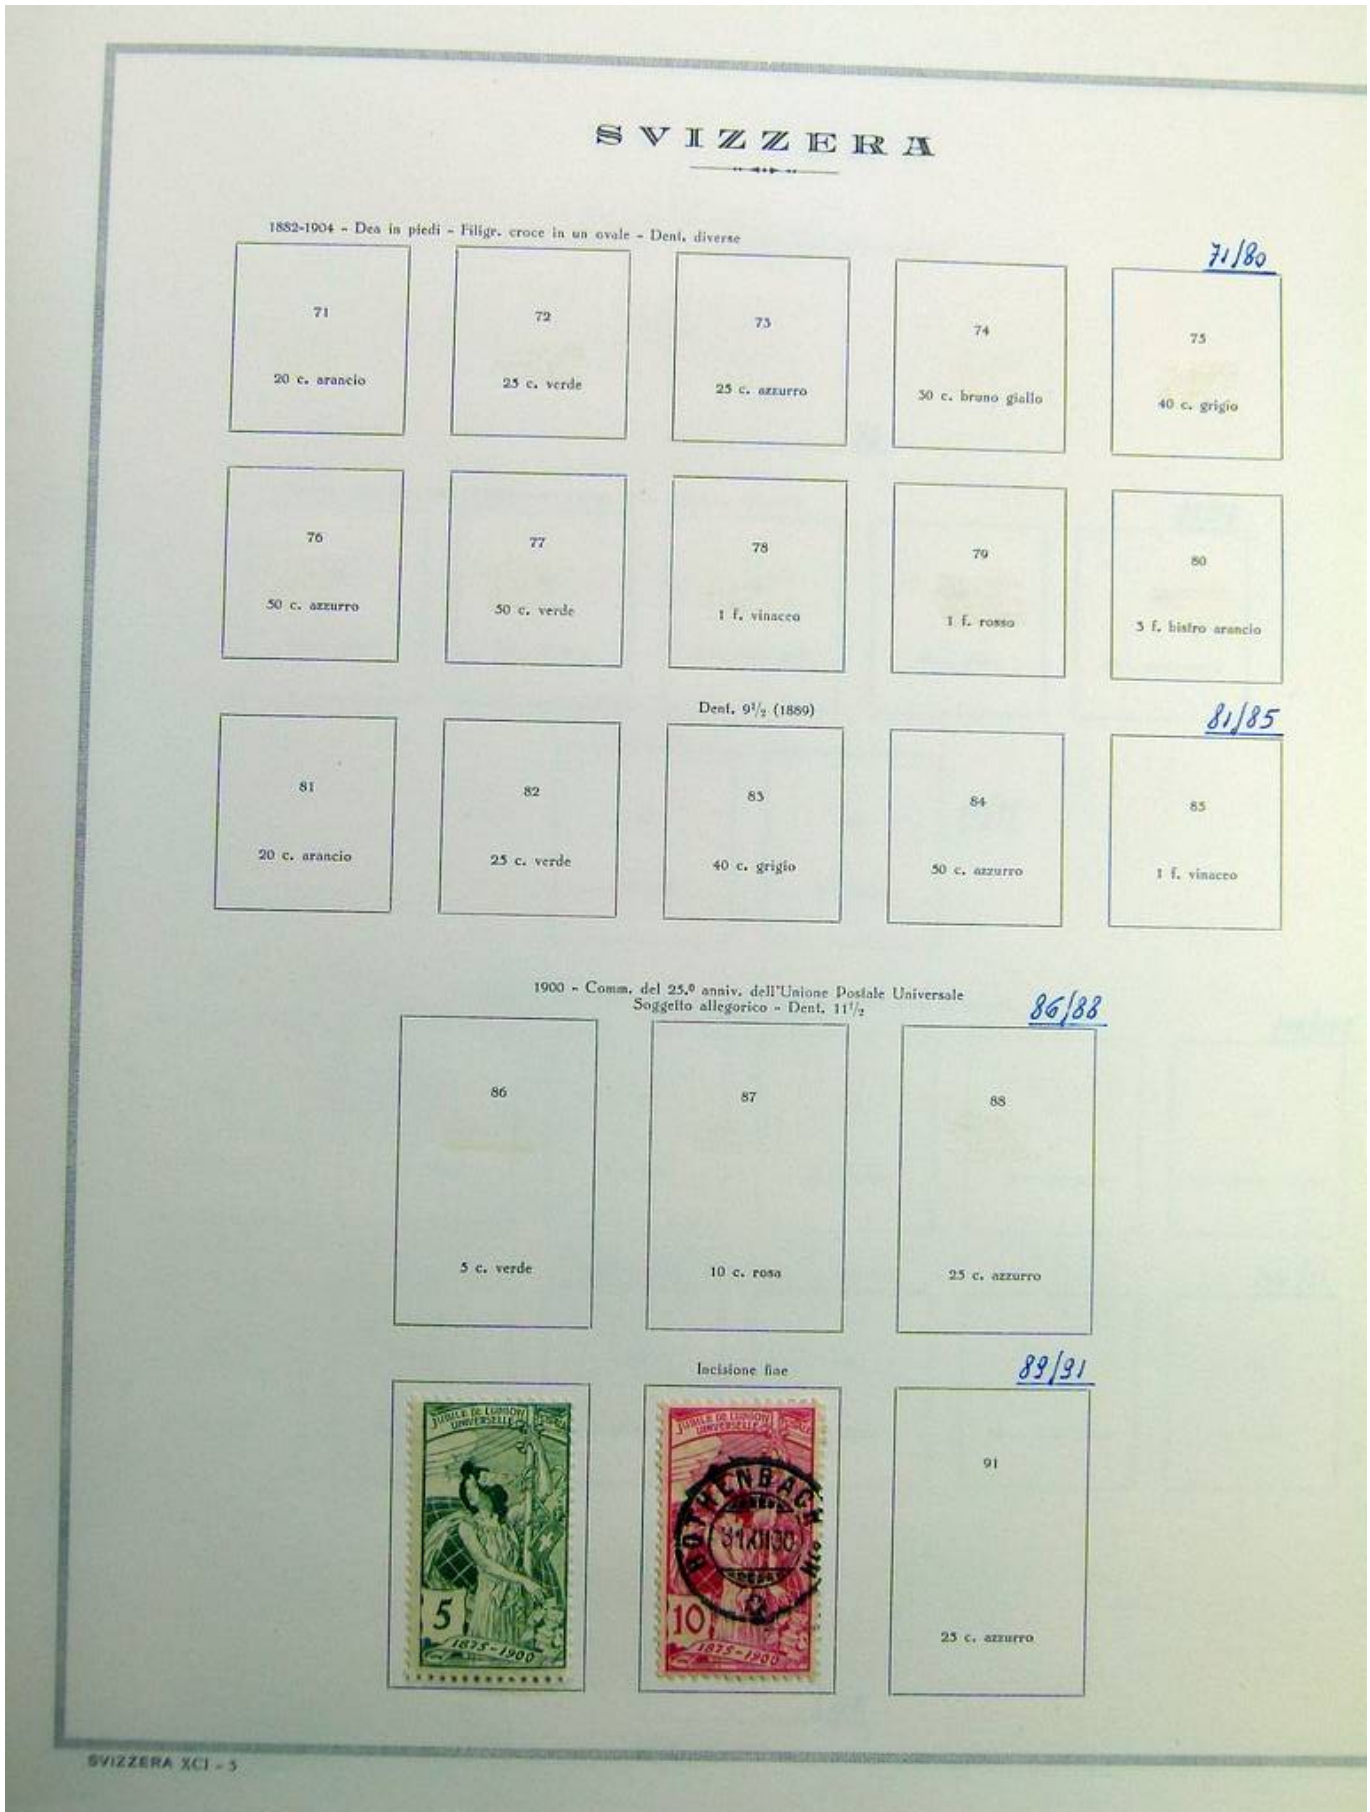 SVIZZERA
1882-1904 - Dea in piedi - Filigr. croce in un ovale - Dent. diverse
71/80
71
72
73
74
75
20 c. arancio
25 c. verde
25 c. azzurro
30 c. bruno giallo
40 c. grigio
76
77
78
79
80
50 c. azzurro
50 c. verde
1 f. vinaceo
1 f. rosso
3 f. bistro arancio
Dent. 9½ (1889)
81/85
81
82
83
84
85
20 c. arancio
25 c. verde
40 c. grigio
50 c. azzurro
1 f. vinaceo
1900 - Comm. del 25.º anniv. dell'Unione Postale Universale
Soggetto allegorico - Dent. 11½
86/88
86
87
88
5 c. verde
10 c. rosa
25 c. azzurro
Incisione fine
89/91
JUBILÉ DE L'UNION
UNIVERSELLE
5
1875-1900
JUBILÉ DE L'UNION
UNIVERSELLE
ROTHENBACH
10
1875-1900
91
25 c. azzurro
SVIZZERA XCI - 5